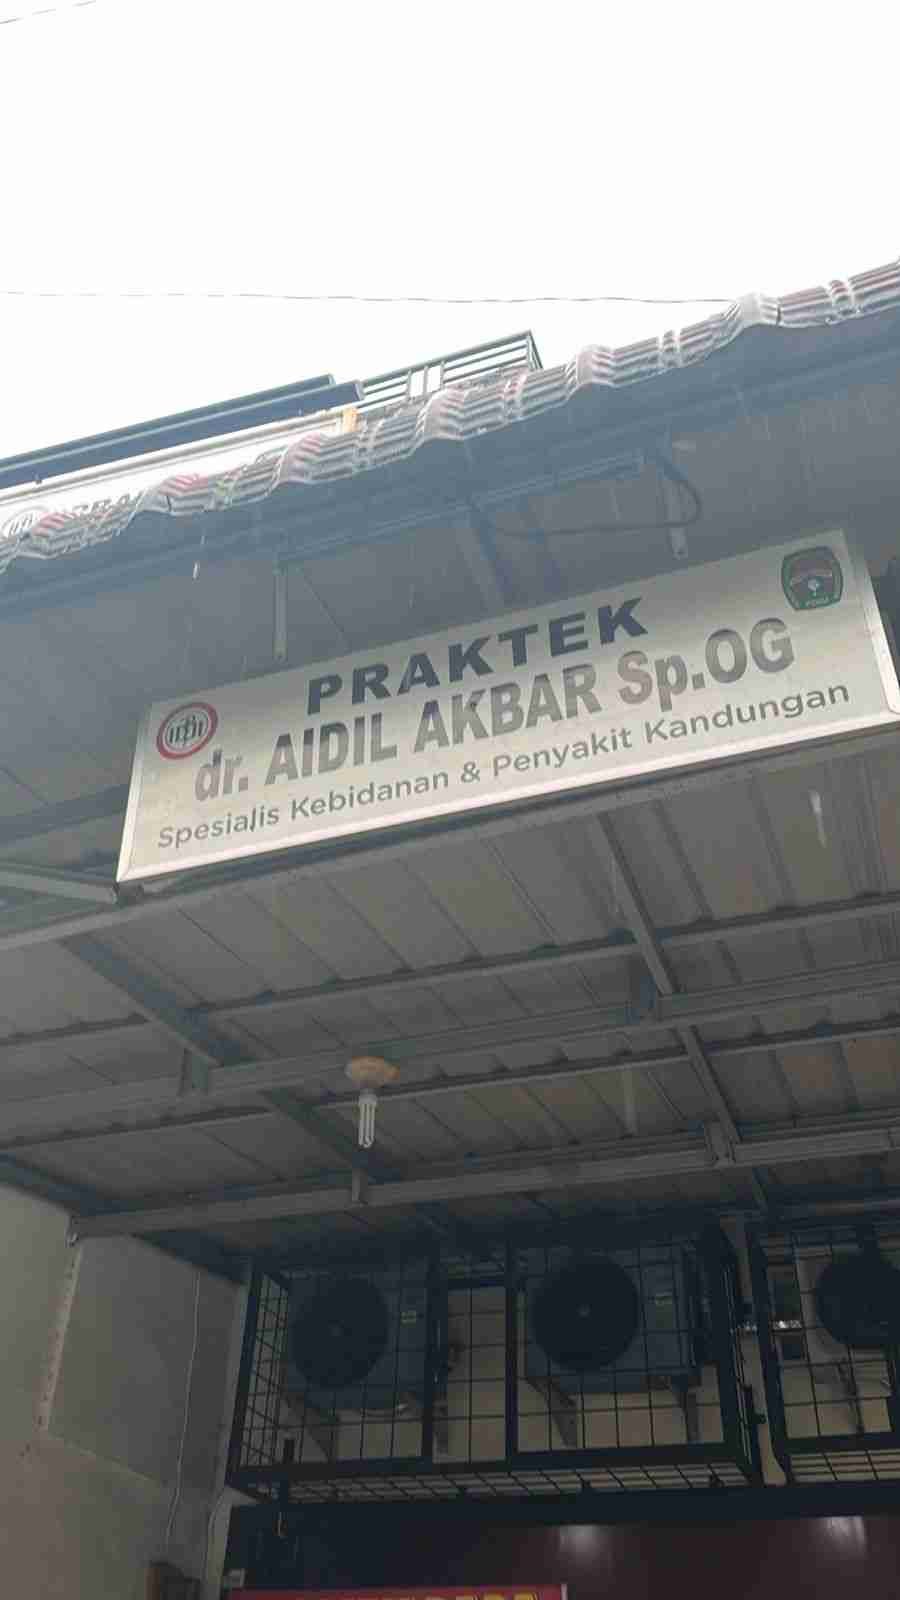 PRAKTEK
dr. AIDIL AKBAR Sp.OG
Spesialis Kebidanan & Penyakit Kandungan